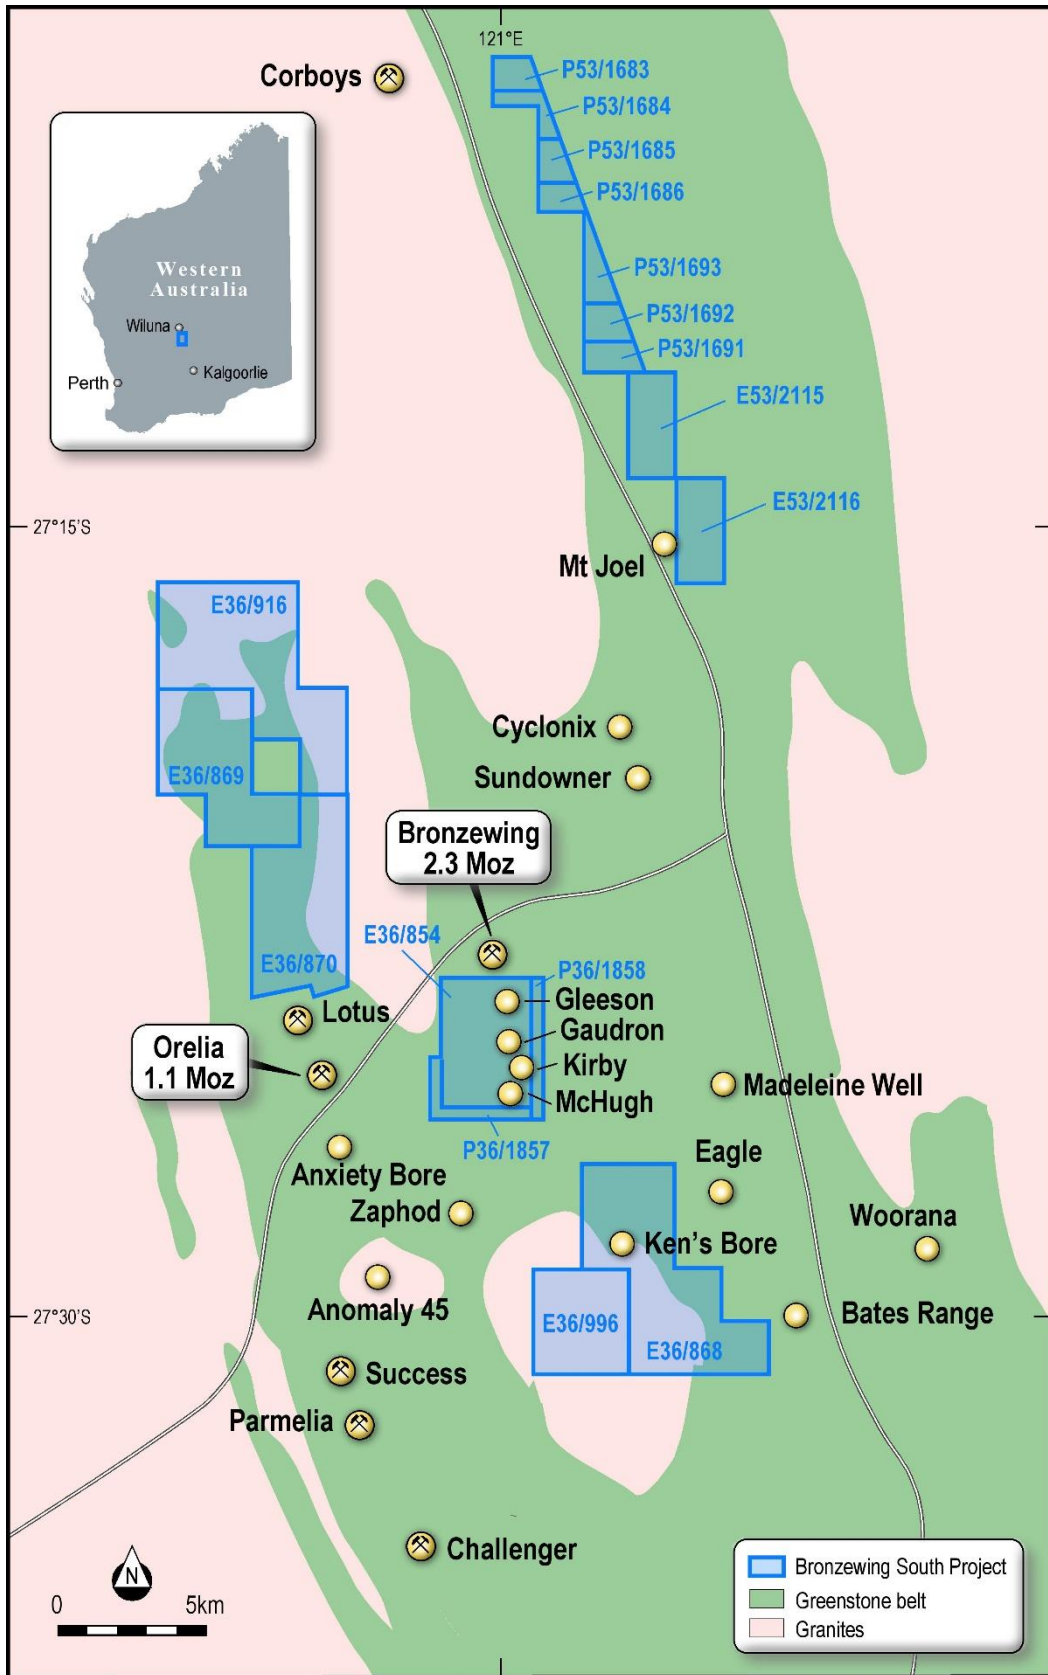 121°E
Corboys
P53/1683
P53/1684
P53/1685
P53/1686
Western
Australia
Wiluna
Kalgoorlie
Perth
P53/1693
P53/1692
P53/1691
E53/2115
E53/2116
27°15'S
Mt Joel
E36/916
Cyclonix
E36/869
Sundowner
Bronzewing
2.3 Moz
E36/854
E36/870
P36/1858
Gleeson
Lotus
Gaudron
Orelia
1.1 Moz
Kirby
Madeleine Well
McHugh
P36/1857
Eagle
Anxiety Bore
Zaphod
Woorana
Ken's Bore
Anomaly 45
27°30'S
Bates Range
E36/996
E36/868
Success
Parmelia
Challenger
N
0 5km
Bronzewing South Project
Greenstone belt
Granites